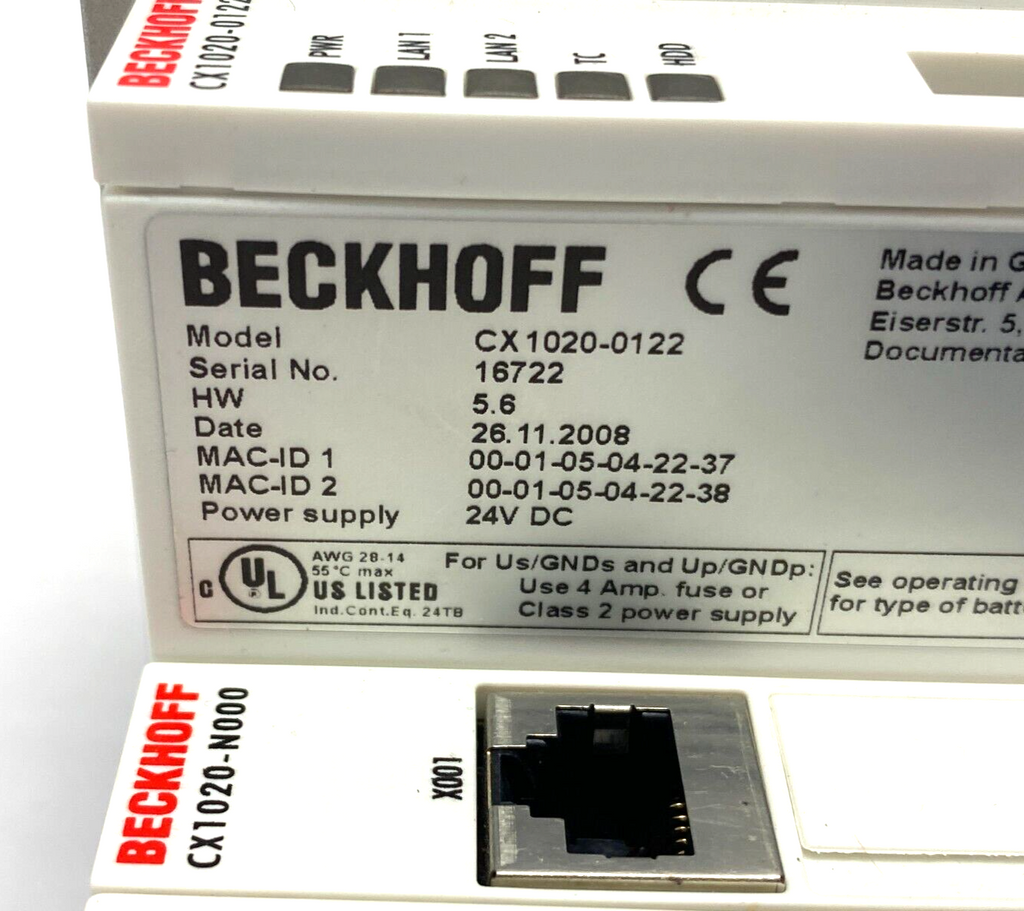 BECKHOFF
CX1020-0122
PWR
LAN 1
LAN 2
TC
HDD
BECKHOFF CE
Made in G
Beckhoff A
Eiserstr. 5,
Documenta
Model CX1020-0122
Serial No. 16722
HW 5.6
Date 26.11.2008
MAC-ID 1 00-01-05-04-22-37
MAC-ID 2 00-01-05-04-22-38
Power supply 24V DC
C UL ®
AWG 28-14
55°C max
US LISTED
Ind.Cont.Eq. 24TB
For Us/GNDs and Up/GNDp:
Use 4 Amp. fuse or
Class 2 power supply
See operating
for type of batt
BECKHOFF
CX1020-N000
X001